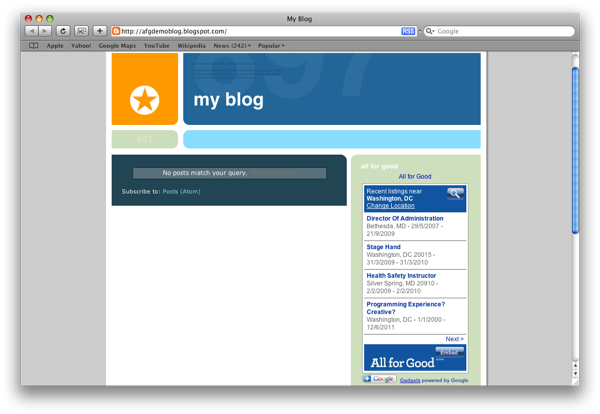 My Blog
http://afgdemoblog.blogspot.com/
RSS
Google
Apple
Yahoo!
Google Maps
YouTube
Wikipedia
News (242)
Popular
897
my blog
897
No posts match your query.
Subscribe to: Posts (Atom)
all for good
All for Good
Recent listings near
Washington, DC
Change Location
Director Of Administration
Bethesda, MD - 29/5/2007 -
21/9/2009
Stage Hand
Washington, DC 20015 -
31/3/2009 - 31/3/2010
Health Safety Instructor
Silver Spring, MD 20910 -
2/2/2009 - 2/2/2010
Programming Experience?
Creative?
Washington, DC - 1/1/2000 -
12/6/2011
Next >
Embed
All for Good
Google
Gadgets powered by Google